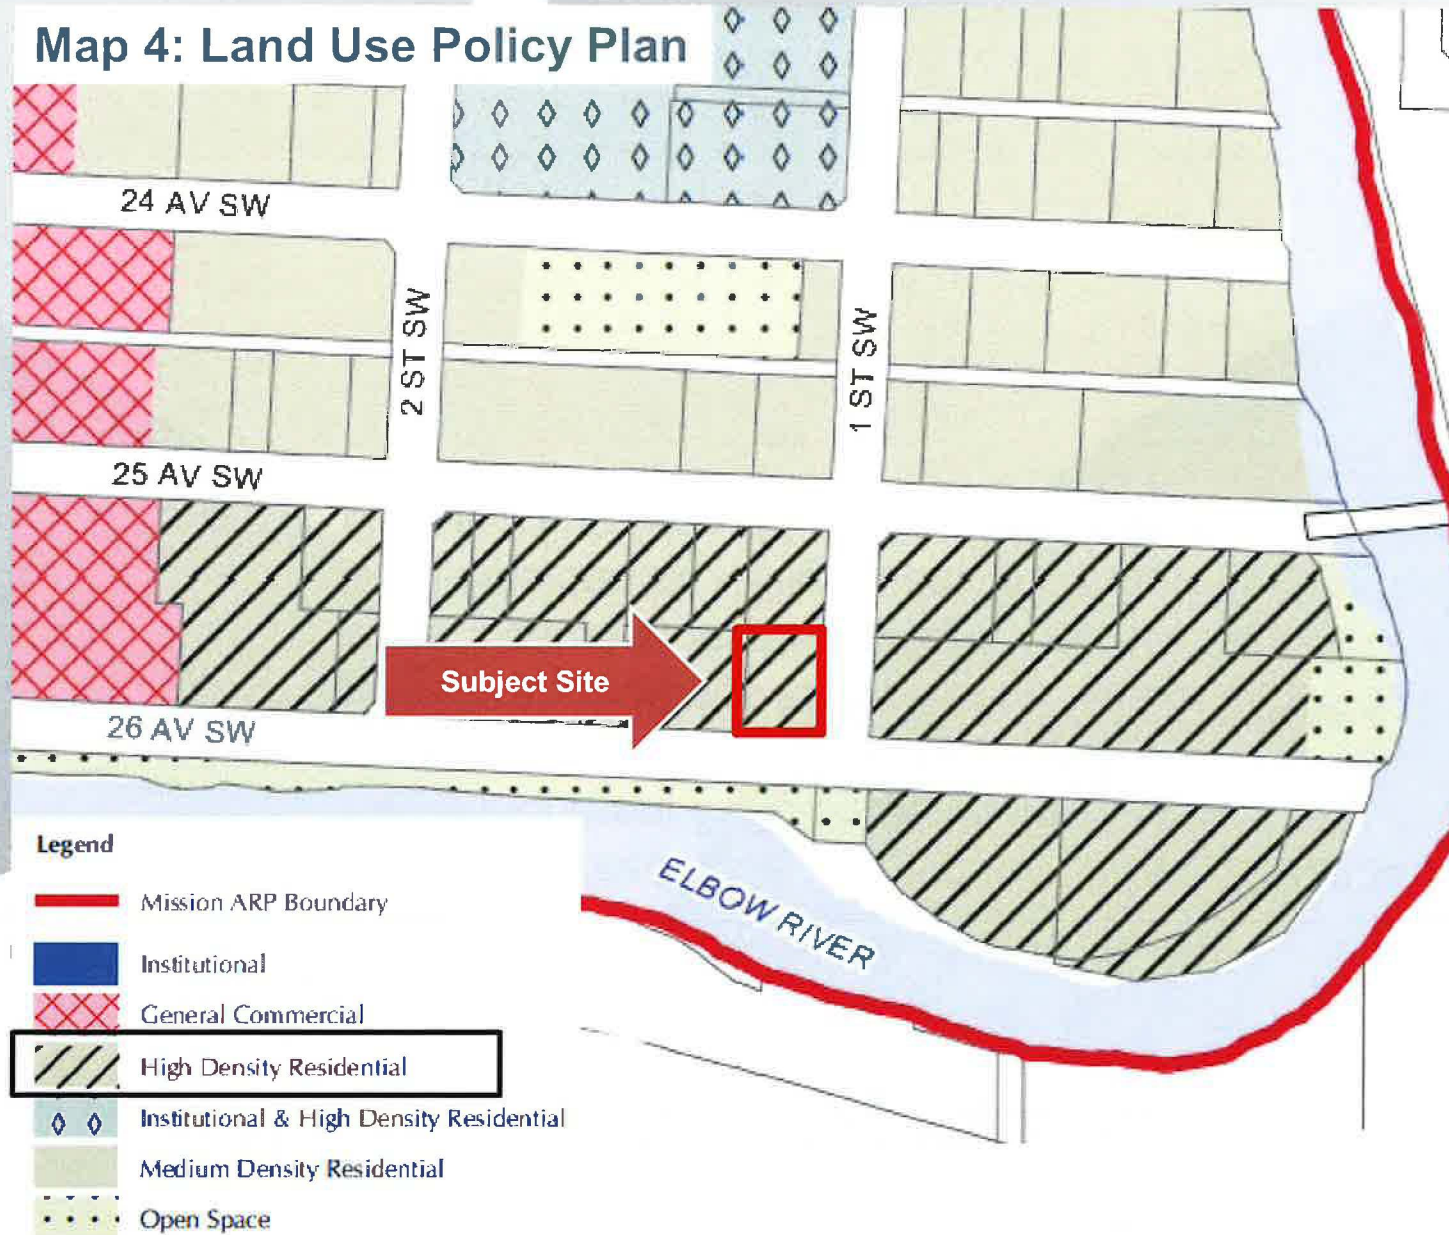 Map 4: Land Use Policy Plan
24 AV SW
2 ST SW
1 ST SW
25 AV SW
Subject Site
26 AV SW
ELBOW RIVER
Legend
Mission ARP Boundary
Institutional
General Commercial
High Density Residential
Institutional & High Density Residential
Medium Density Residential
Open Space